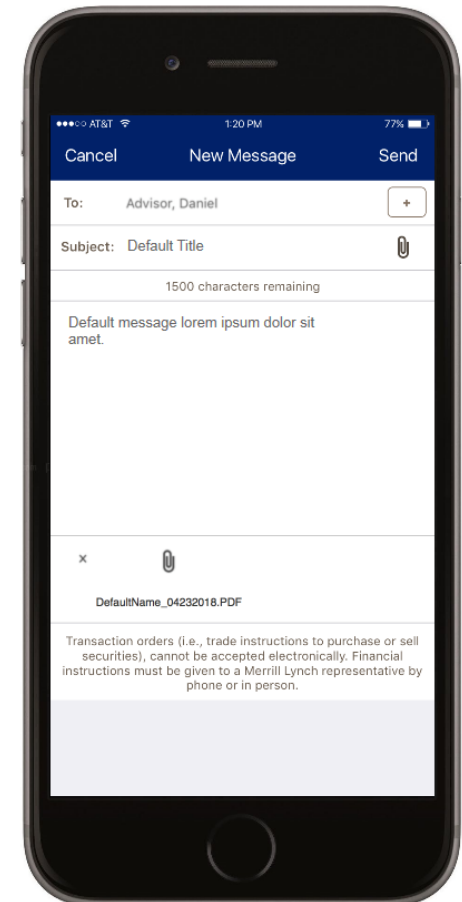 AT&T 1:20 PM 77%
Cancel New Message Send
To: Advisor, Daniel +
Subject: Default Title
1500 characters remaining
Default message lorem ipsum dolor sit
amet.
x
DefaultName_04232018.PDF
Transaction orders (i.e., trade instructions to purchase or sell
securities), cannot be accepted electronically. Financial
instructions must be given to a Merrill Lynch representative by
phone or in person.